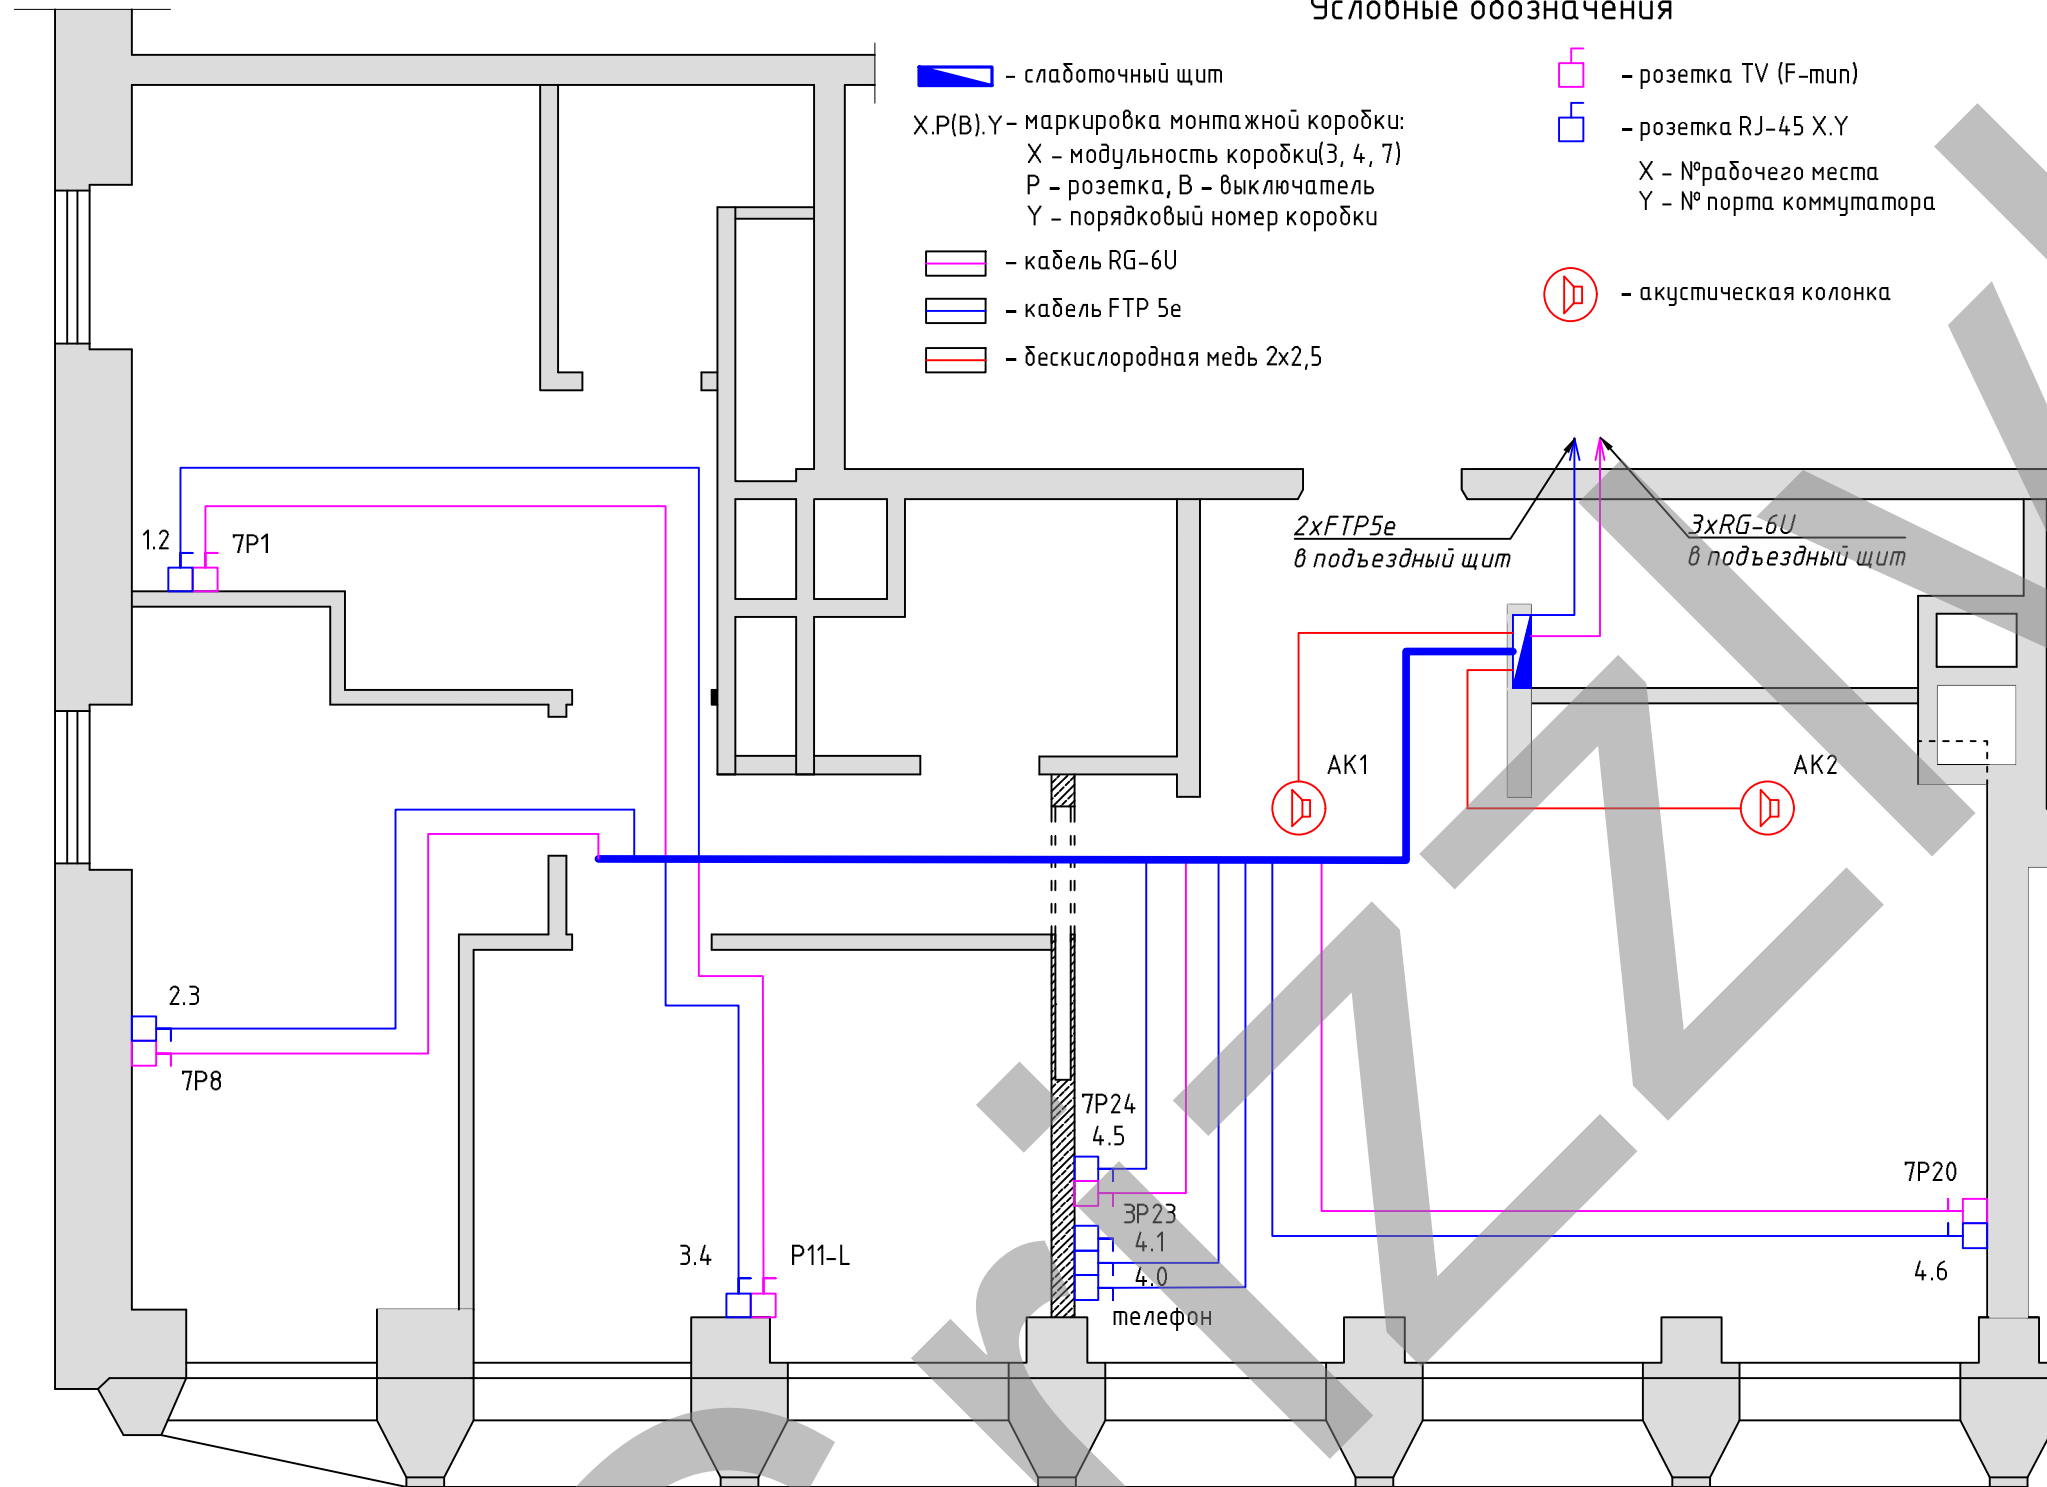 Условные обозначения
– слаботочный щит
X.P(B).Y – маркировка монтажной коробки:
X – модульность коробки(3, 4, 7)
P – розетка, B – выключатель
Y – порядковый номер коробки
– кабель RG-6U
– кабель FTP 5e
– бескислородная медь 2x2,5
– розетка TV (F-тип)
– розетка RJ-45 X.Y
X – №рабочего места
Y – № порта коммутатора
– акустическая колонка
2xFTP5e
в подъездный щит
3xRG-6U
в подъездный щит
1.2
7P1
AK1
AK2
2.3
7P8
7P24
4.5
3P23
4.1
4.0
телефон
3.4
P11-L
7P20
4.6